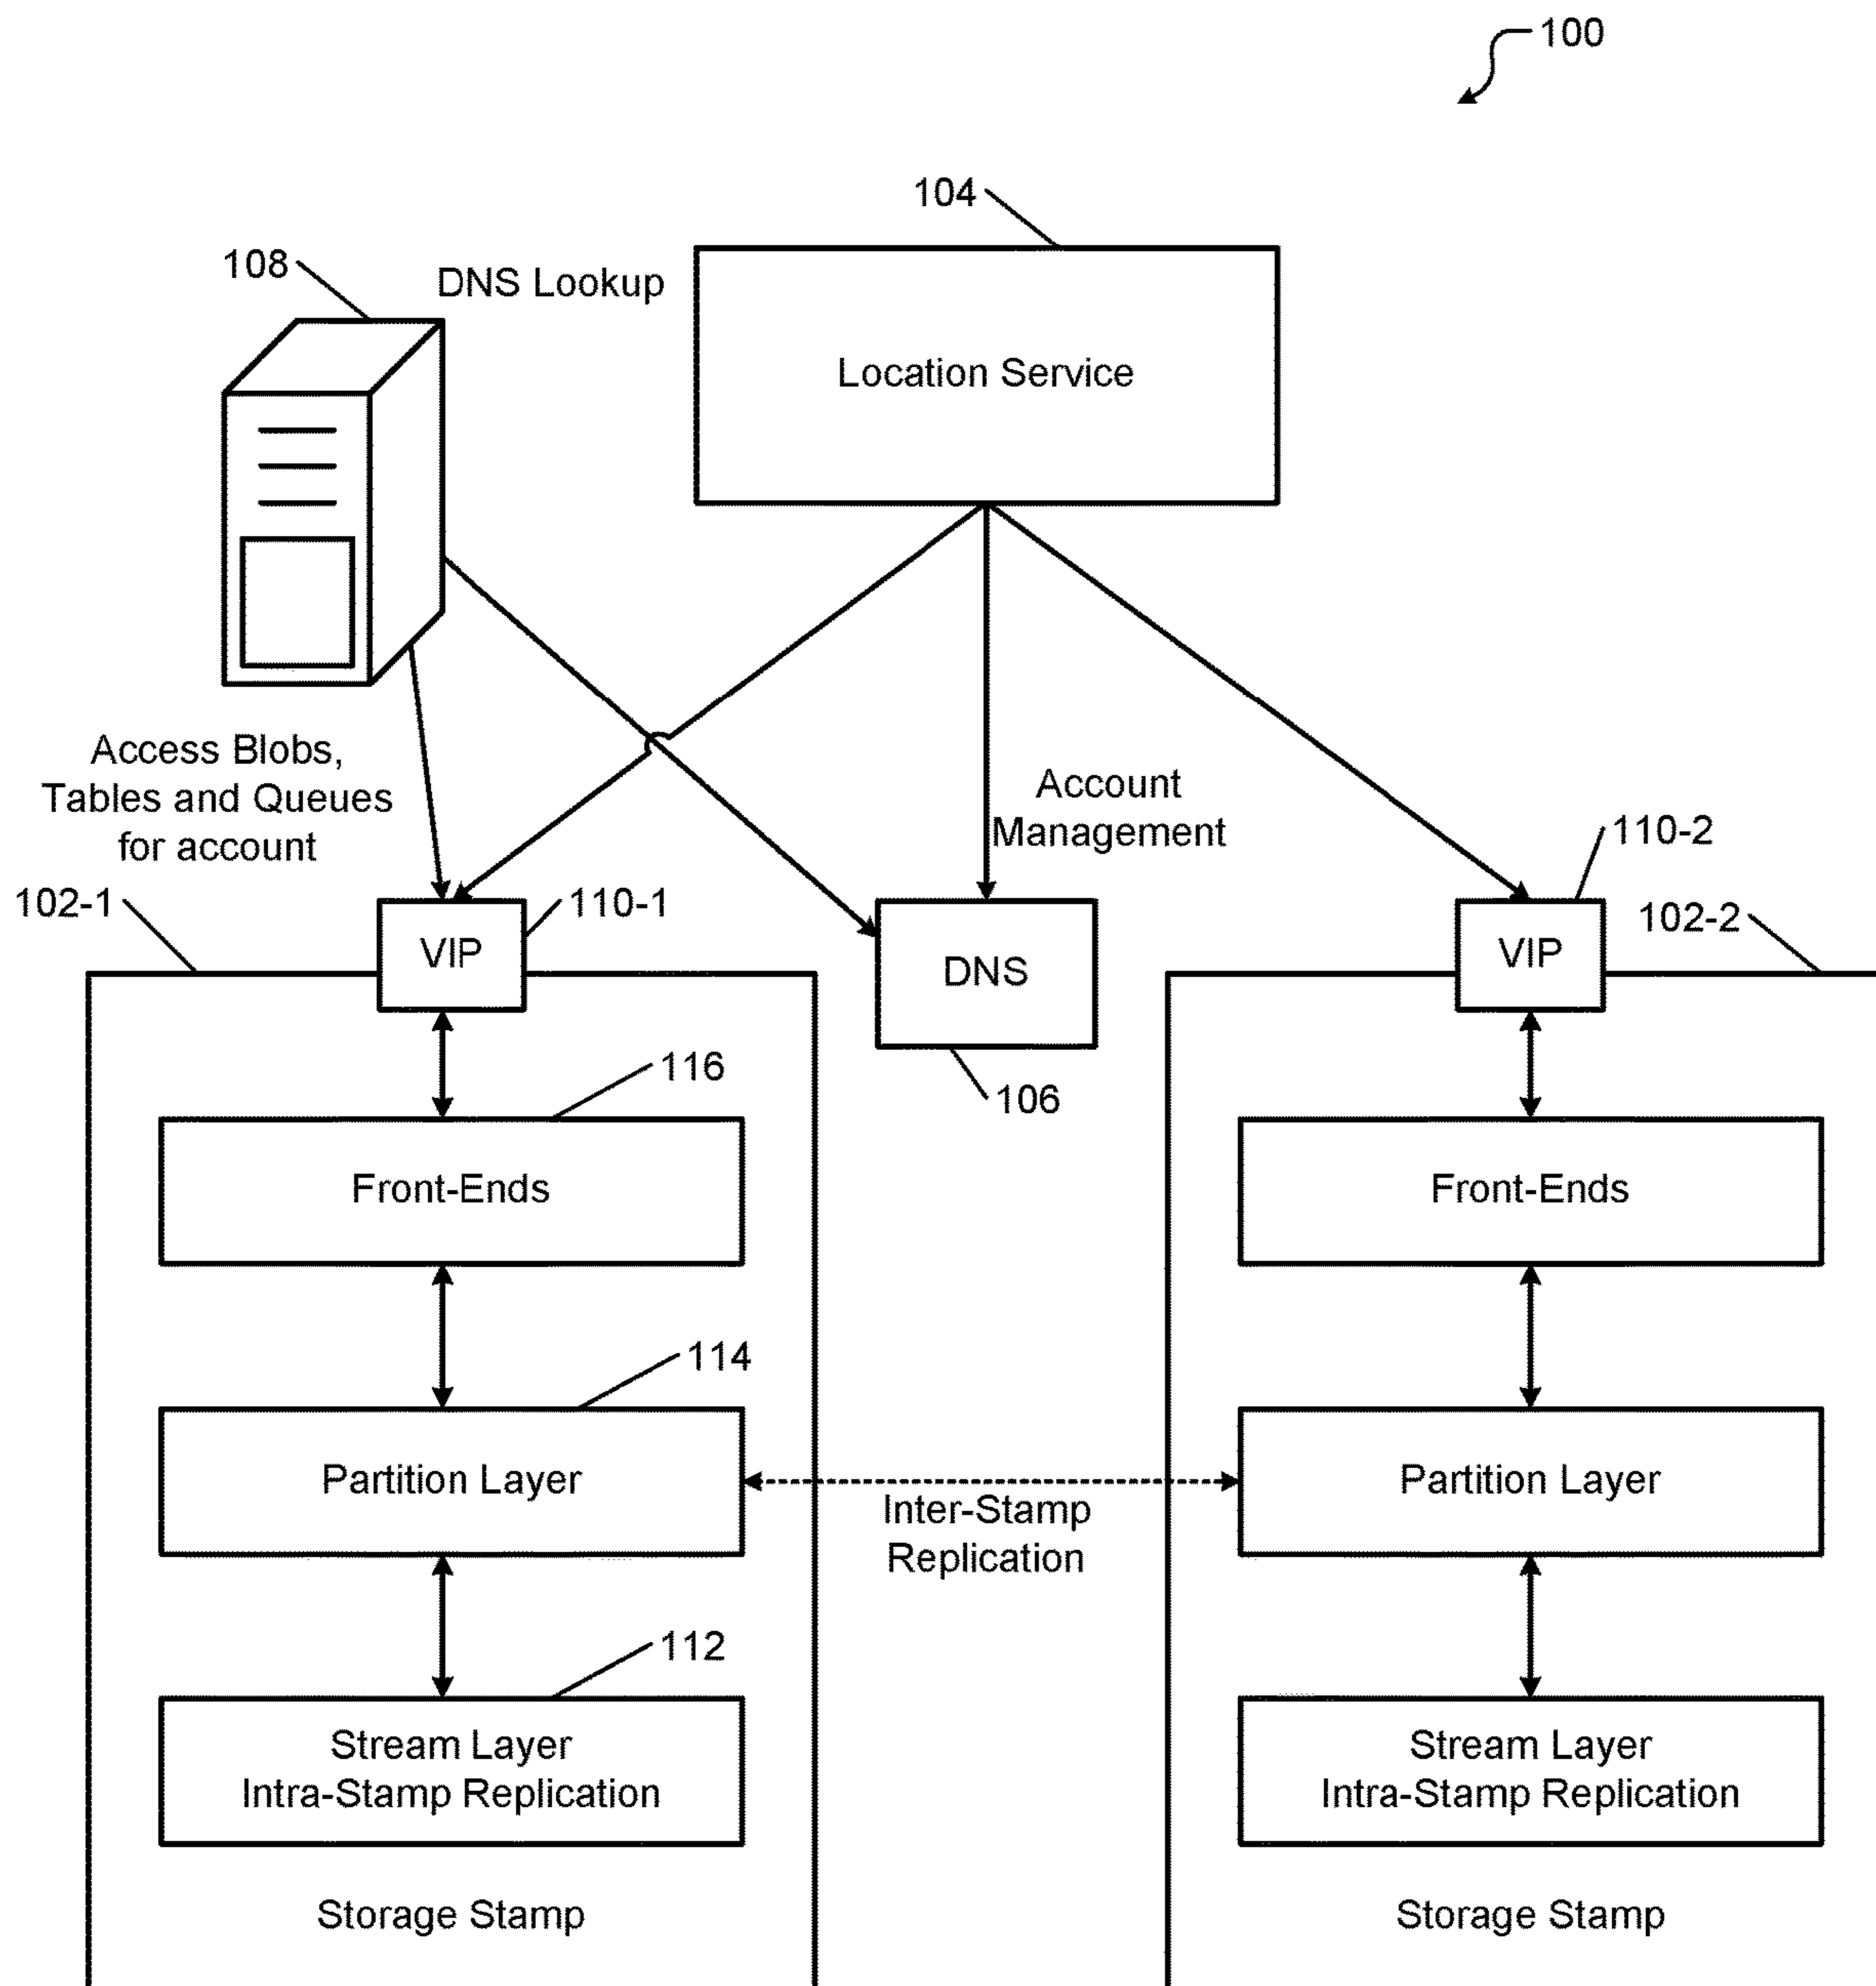 100
104
108
DNS Lookup
Location Service
Access Blobs,
Tables and Queues
for account
Account
Management
110-2
102-1
110-1
102-2
VIP
DNS
VIP
116
106
Front-Ends
Front-Ends
114
Partition Layer
Partition Layer
Inter-Stamp
Replication
112
Stream Layer
Intra-Stamp Replication
Stream Layer
Intra-Stamp Replication
Storage Stamp
Storage Stamp